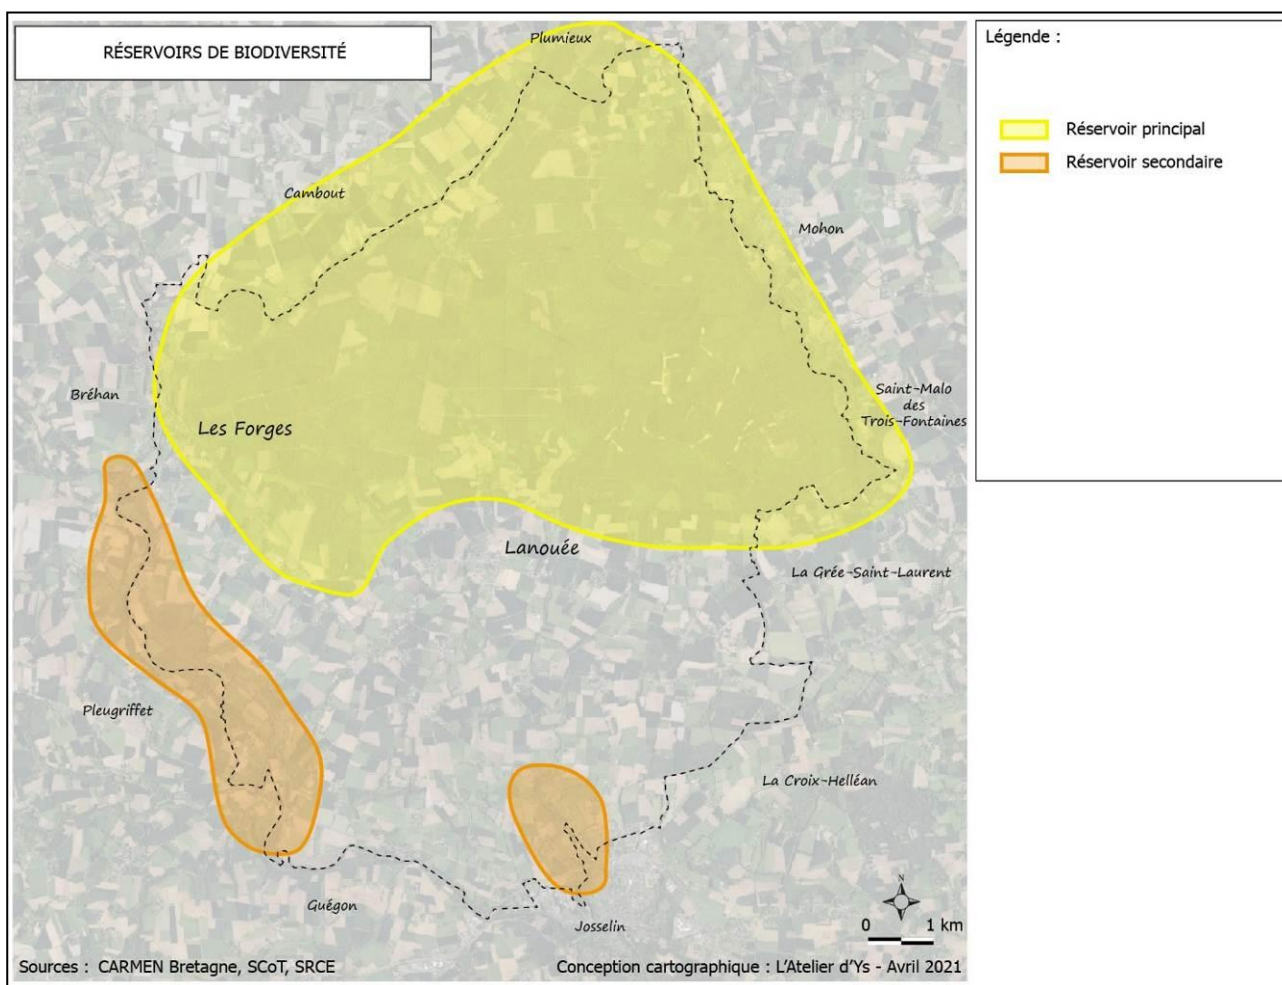 RÉSERVOIRS DE BIODIVERSITÉ
Légende :
Réservoir principal
Réservoir secondaire
Plumieux
Cambout
Mohon
Bréhan
Saint-Malo
des
Trois-Fontaines
Les Forges
Lanouée
La Grée-Saint-Laurent
Pleugriffet
La Croix-Helléan
Guégon
Josselin
N
0 1 km
Sources : CARMEN Bretagne, SCoT, SRCE
Conception cartographique : L'Atelier d'Ys - Avril 2021